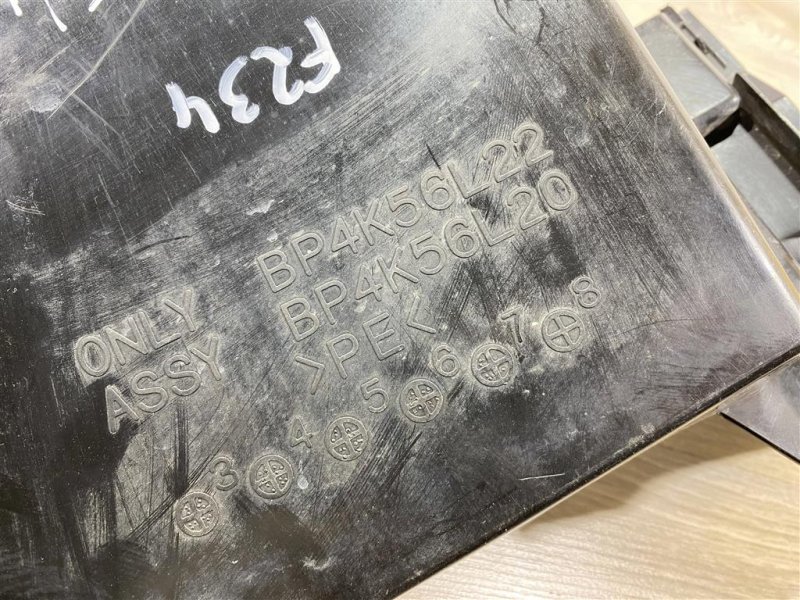 F234
ONLY BP4K56L22
ASSY BP4K56L20
>PE<
3 4 5 6 7 8